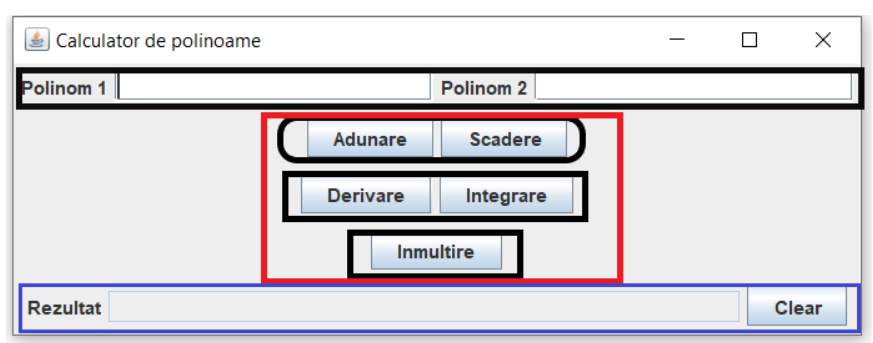 Calculator de polinoame
Polinom 1 Polinom 2
Adunare Scadere
Derivare Integrare
Inmultire
Rezultat Clear